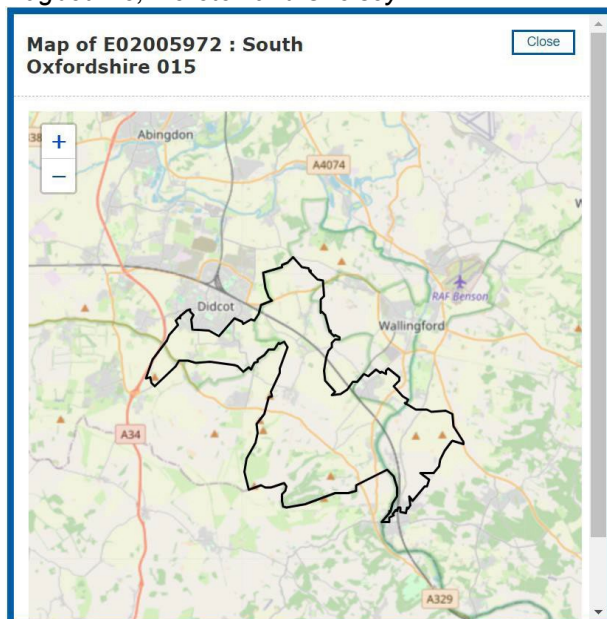 Map of E02005972 : South
Oxfordshire 015
Close
+
−
Abingdon
A4074
RAF Benson
Didcot
Wallingford
A34
A329